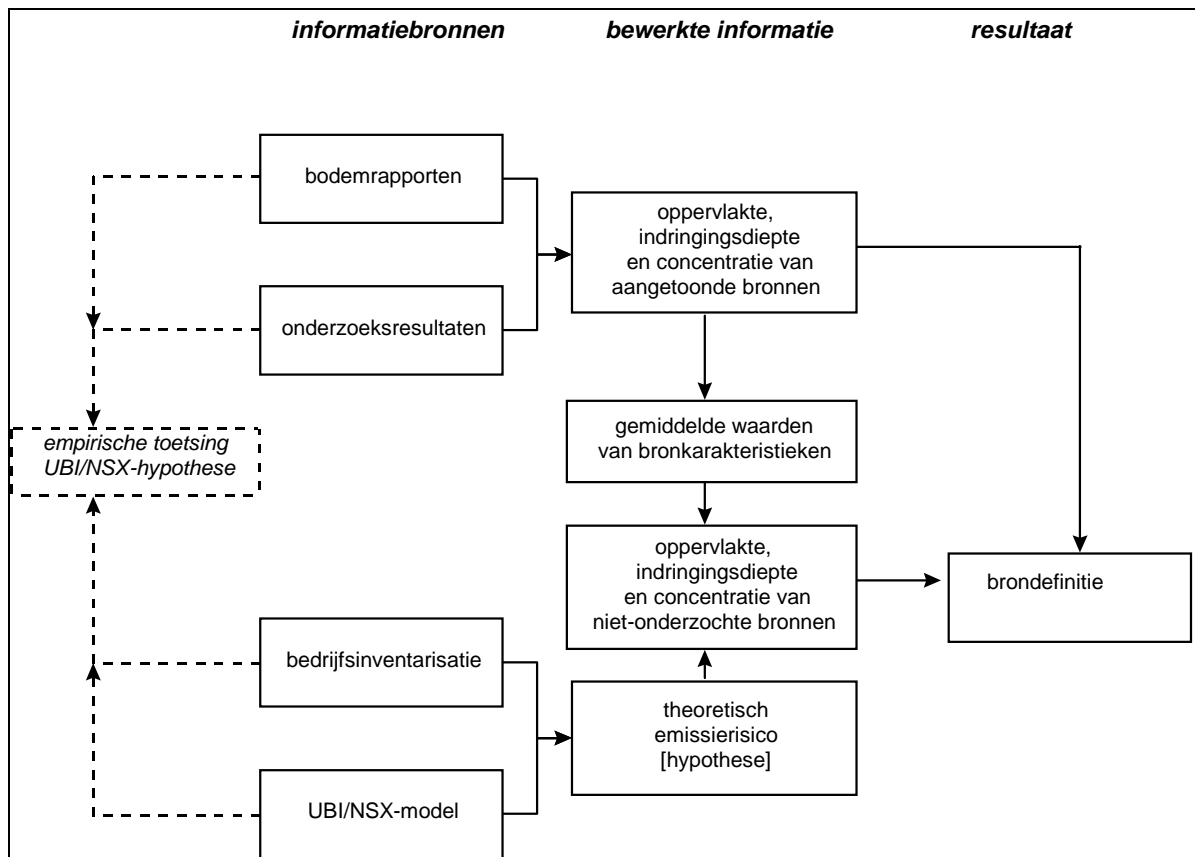 informatiebronnen
bewerkte informatie
resultaat
bodemrapporten
oppervlakte,
indringingsdiepte
en concentratie van
aangetoonde bronnen
onderzoeksresultaten
empirische toetsing
UBI/NSX-hypothese
gemiddelde waarden
van bronkarakteristieken
oppervlakte,
indringingsdiepte
en concentratie van
niet-onderzochte bronnen
brondefinitie
bedrijfsinventarisatie
theoretisch
emissierisico
[hypothese]
UBI/NSX-model